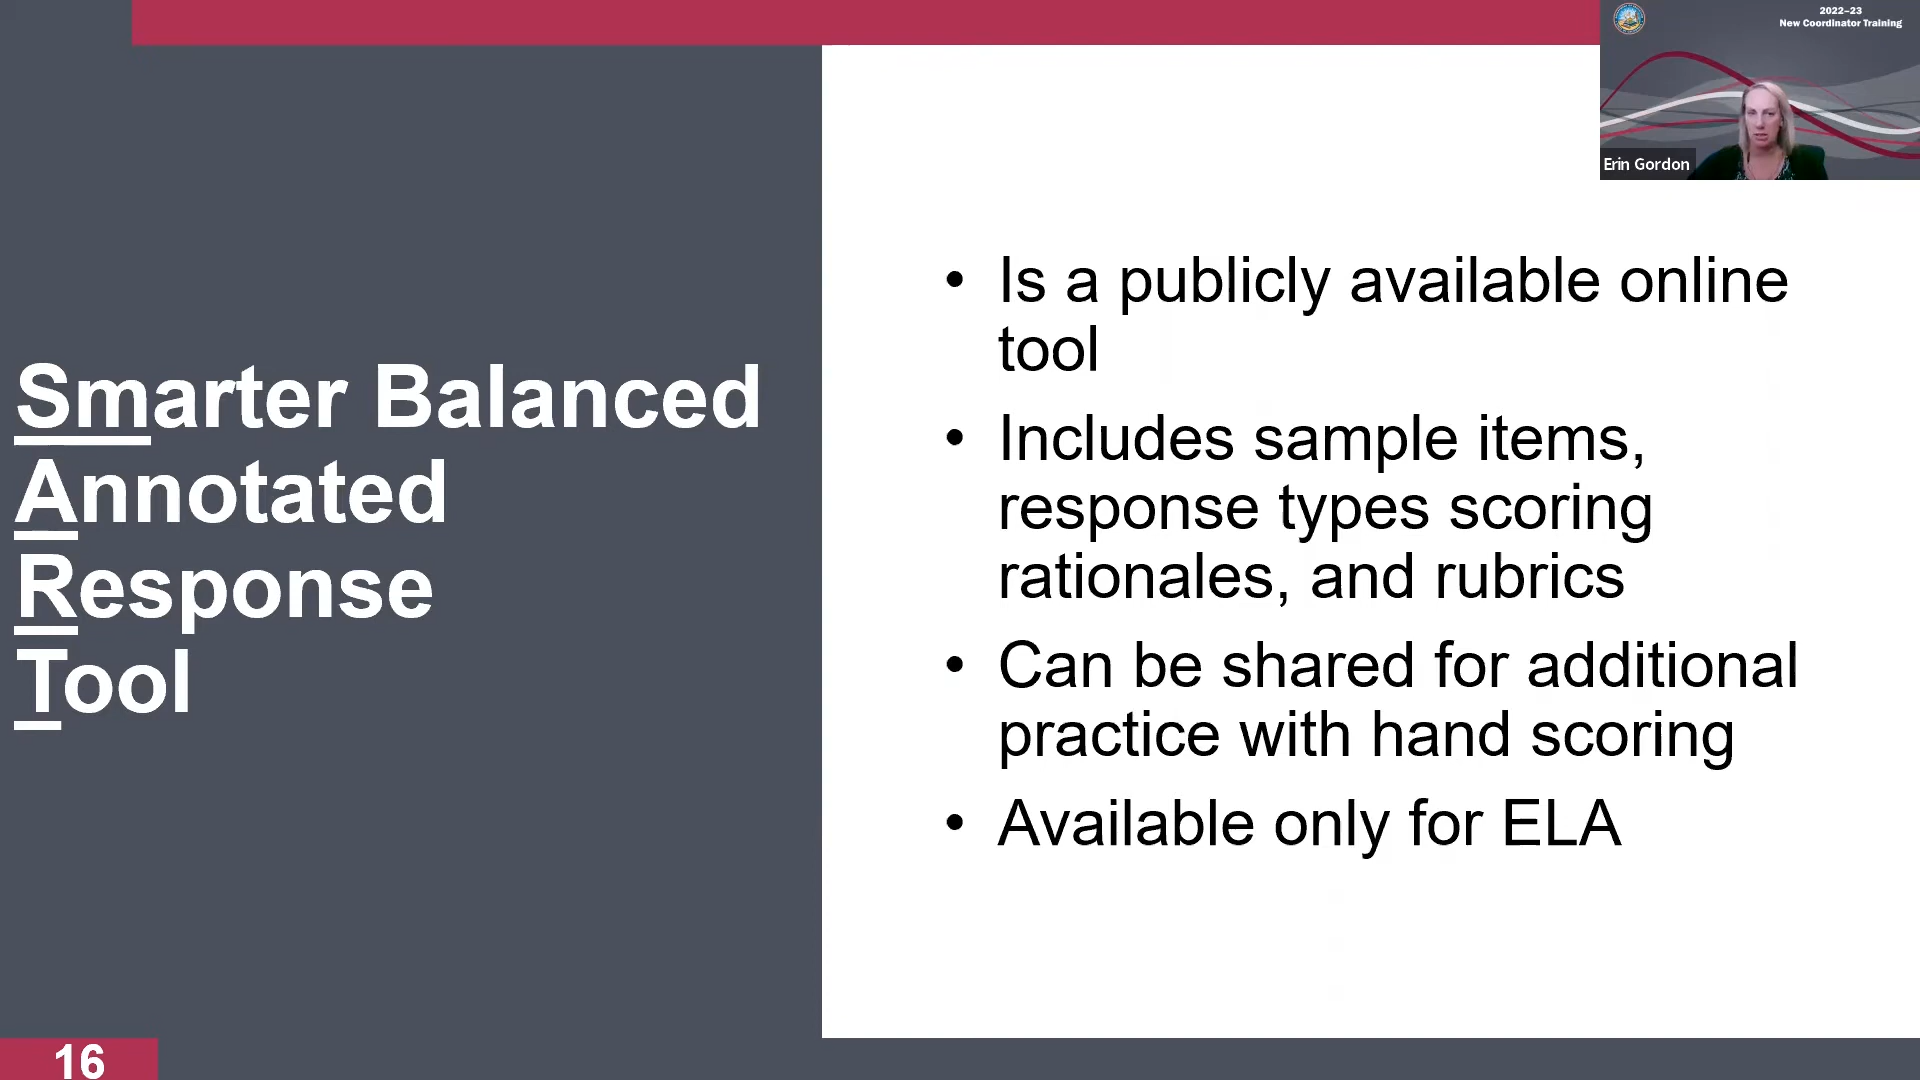 2022–23
New Coordinator Training
Erin Gordon
Smarter Balanced
Annotated
Response
Tool
• Is a publicly available online
tool
• Includes sample items,
response types scoring
rationales, and rubrics
• Can be shared for additional
practice with hand scoring
• Available only for ELA
16